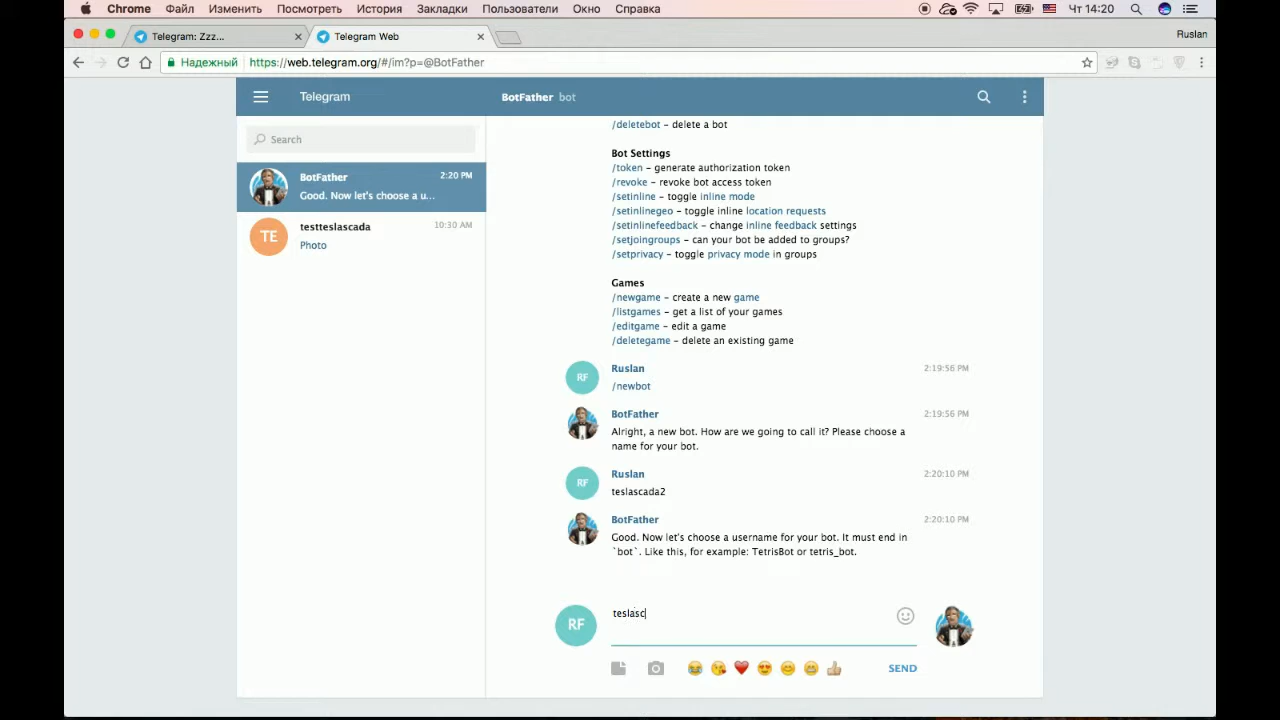 Chrome Файл Изменить Посмотреть История Закладки Пользователи Окно Справка Чт 14:20
Telegram: Zzz... Telegram Web Ruslan
Надежный https://web.telegram.org/#/im?p=@BotFather
Telegram BotFather bot
Search
BotFather 2:20 PM
Good. Now let's choose a u...
TE testteslascada 10:30 AM
Photo
/deletebot - delete a bot
Bot Settings
/token - generate authorization token
/revoke - revoke bot access token
/setinline - toggle inline mode
/setinlinegeo - toggle inline location requests
/setinlinefeedback - change inline feedback settings
/setjoingroups - can your bot be added to groups?
/setprivacy - toggle privacy mode in groups
Games
/newgame - create a new game
/listgames - get a list of your games
/editgame - edit a game
/deletegame - delete an existing game
RF Ruslan 2:19:56 PM
/newbot
BotFather 2:19:56 PM
Alright, a new bot. How are we going to call it? Please choose a
name for your bot.
RF Ruslan 2:20:10 PM
teslascada2
BotFather 2:20:10 PM
Good. Now let's choose a username for your bot. It must end in
`bot`. Like this, for example: TetrisBot or tetris_bot.
RF teslasc
SEND